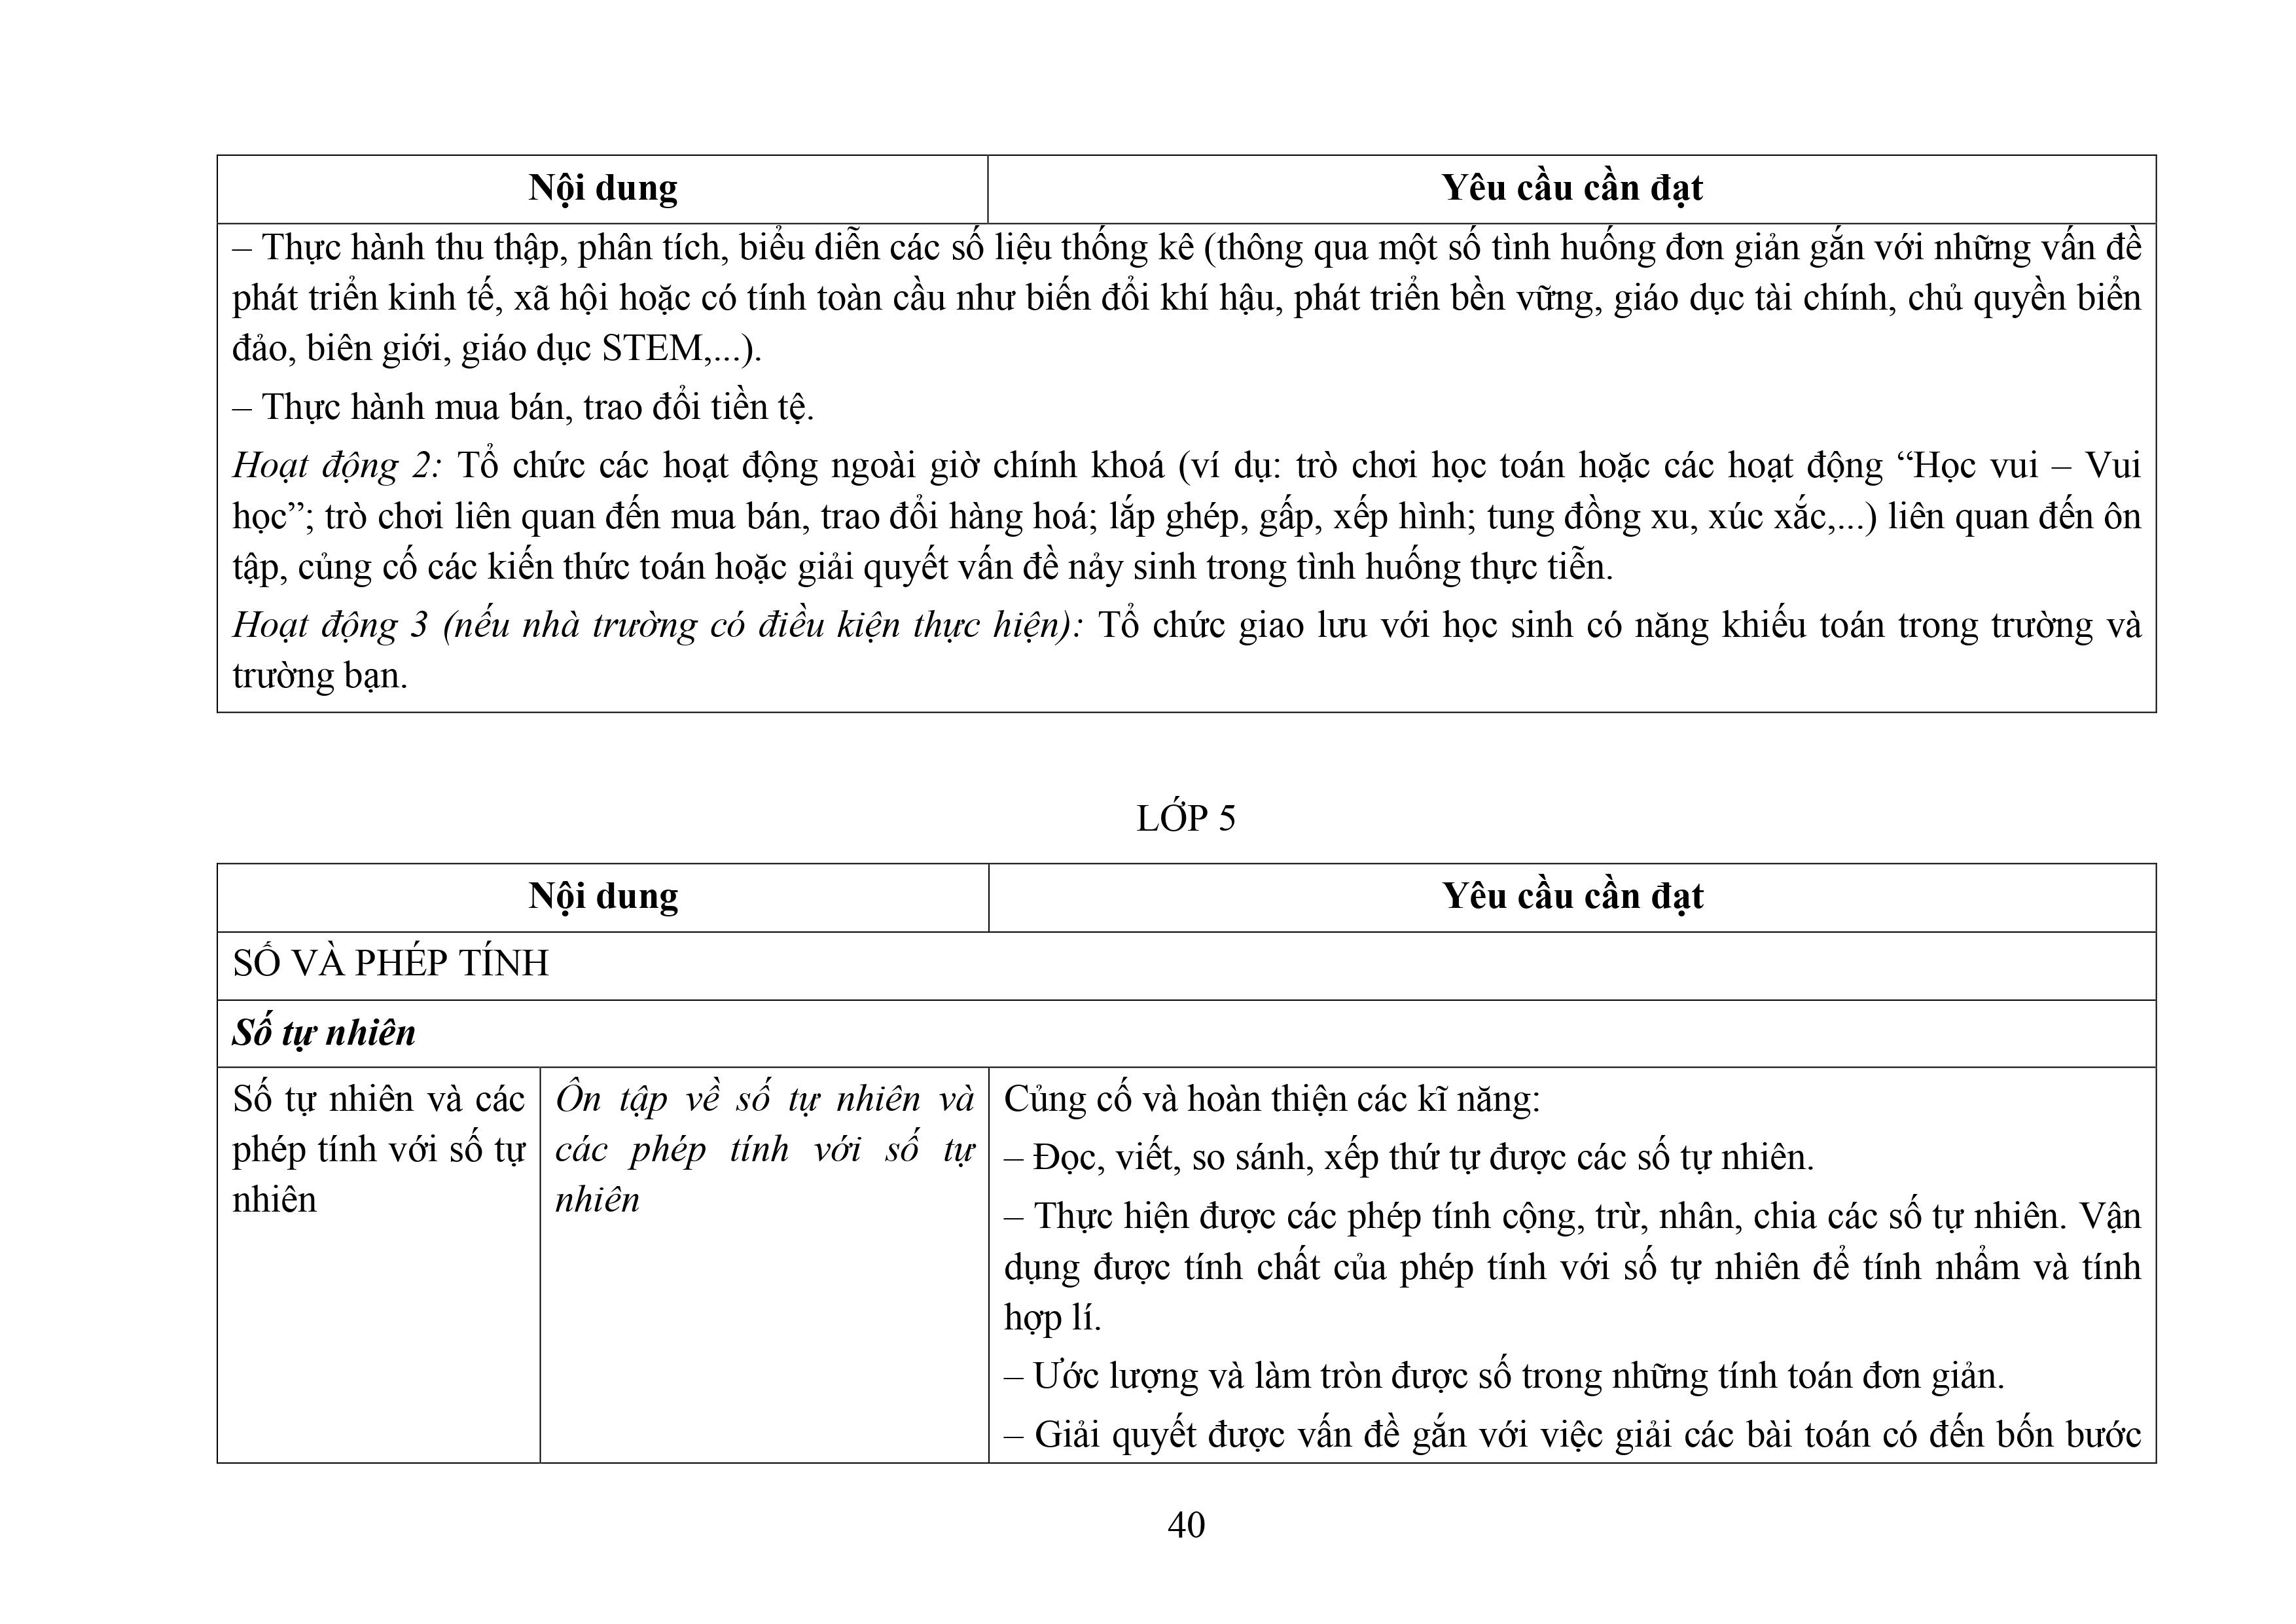 Nội dung Yêu cầu cần đạt
– Thực hành thu thập, phân tích, biểu diễn các số liệu thống kê (thông qua một số tình huống đơn giản gắn với những vấn đề
phát triển kinh tế, xã hội hoặc có tính toàn cầu như biến đổi khí hậu, phát triển bền vững, giáo dục tài chính, chủ quyền biển
đảo, biên giới, giáo dục STEM,...).
– Thực hành mua bán, trao đổi tiền tệ.
Hoạt động 2: Tổ chức các hoạt động ngoài giờ chính khoá (ví dụ: trò chơi học toán hoặc các hoạt động “Học vui – Vui
học”; trò chơi liên quan đến mua bán, trao đổi hàng hoá; lắp ghép, gấp, xếp hình; tung đồng xu, xúc xắc,...) liên quan đến ôn
tập, củng cố các kiến thức toán hoặc giải quyết vấn đề nảy sinh trong tình huống thực tiễn.
Hoạt động 3 (nếu nhà trường có điều kiện thực hiện): Tổ chức giao lưu với học sinh có năng khiếu toán trong trường và
trường bạn.
LỚP 5
Nội dung Yêu cầu cần đạt
SỐ VÀ PHÉP TÍNH
Số tự nhiên
Số tự nhiên và các
phép tính với số tự
nhiên
Ôn tập về số tự nhiên và
các phép tính với số tự
nhiên
Củng cố và hoàn thiện các kĩ năng:
– Đọc, viết, so sánh, xếp thứ tự được các số tự nhiên.
– Thực hiện được các phép tính cộng, trừ, nhân, chia các số tự nhiên. Vận
dụng được tính chất của phép tính với số tự nhiên để tính nhẩm và tính
hợp lí.
– Ước lượng và làm tròn được số trong những tính toán đơn giản.
– Giải quyết được vấn đề gắn với việc giải các bài toán có đến bốn bước
40